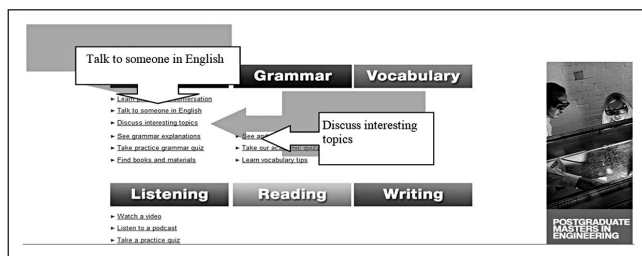 Talk to someone in English
Grammar
Vocabulary
Learn
► Talk to someone in English
► Discuss interesting topics
► See grammar explanations
► Take practice grammar quiz
► Find books and materials
► See
► Take our
► Learn vocabulary tips
Discuss interesting
topics
Listening
Reading
Writing
► Watch a video
► Listen to a podcast
► Take a practice quiz
POSTGRADUATE
MASTERS IN
ENGINEERING